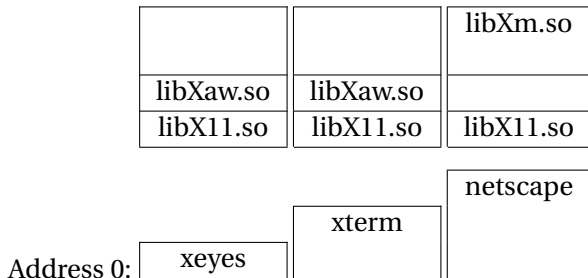 libXm.so
libXaw.so libXaw.so
libX11.so libX11.so libX11.so
netscape
xterm
Address 0: xeyes